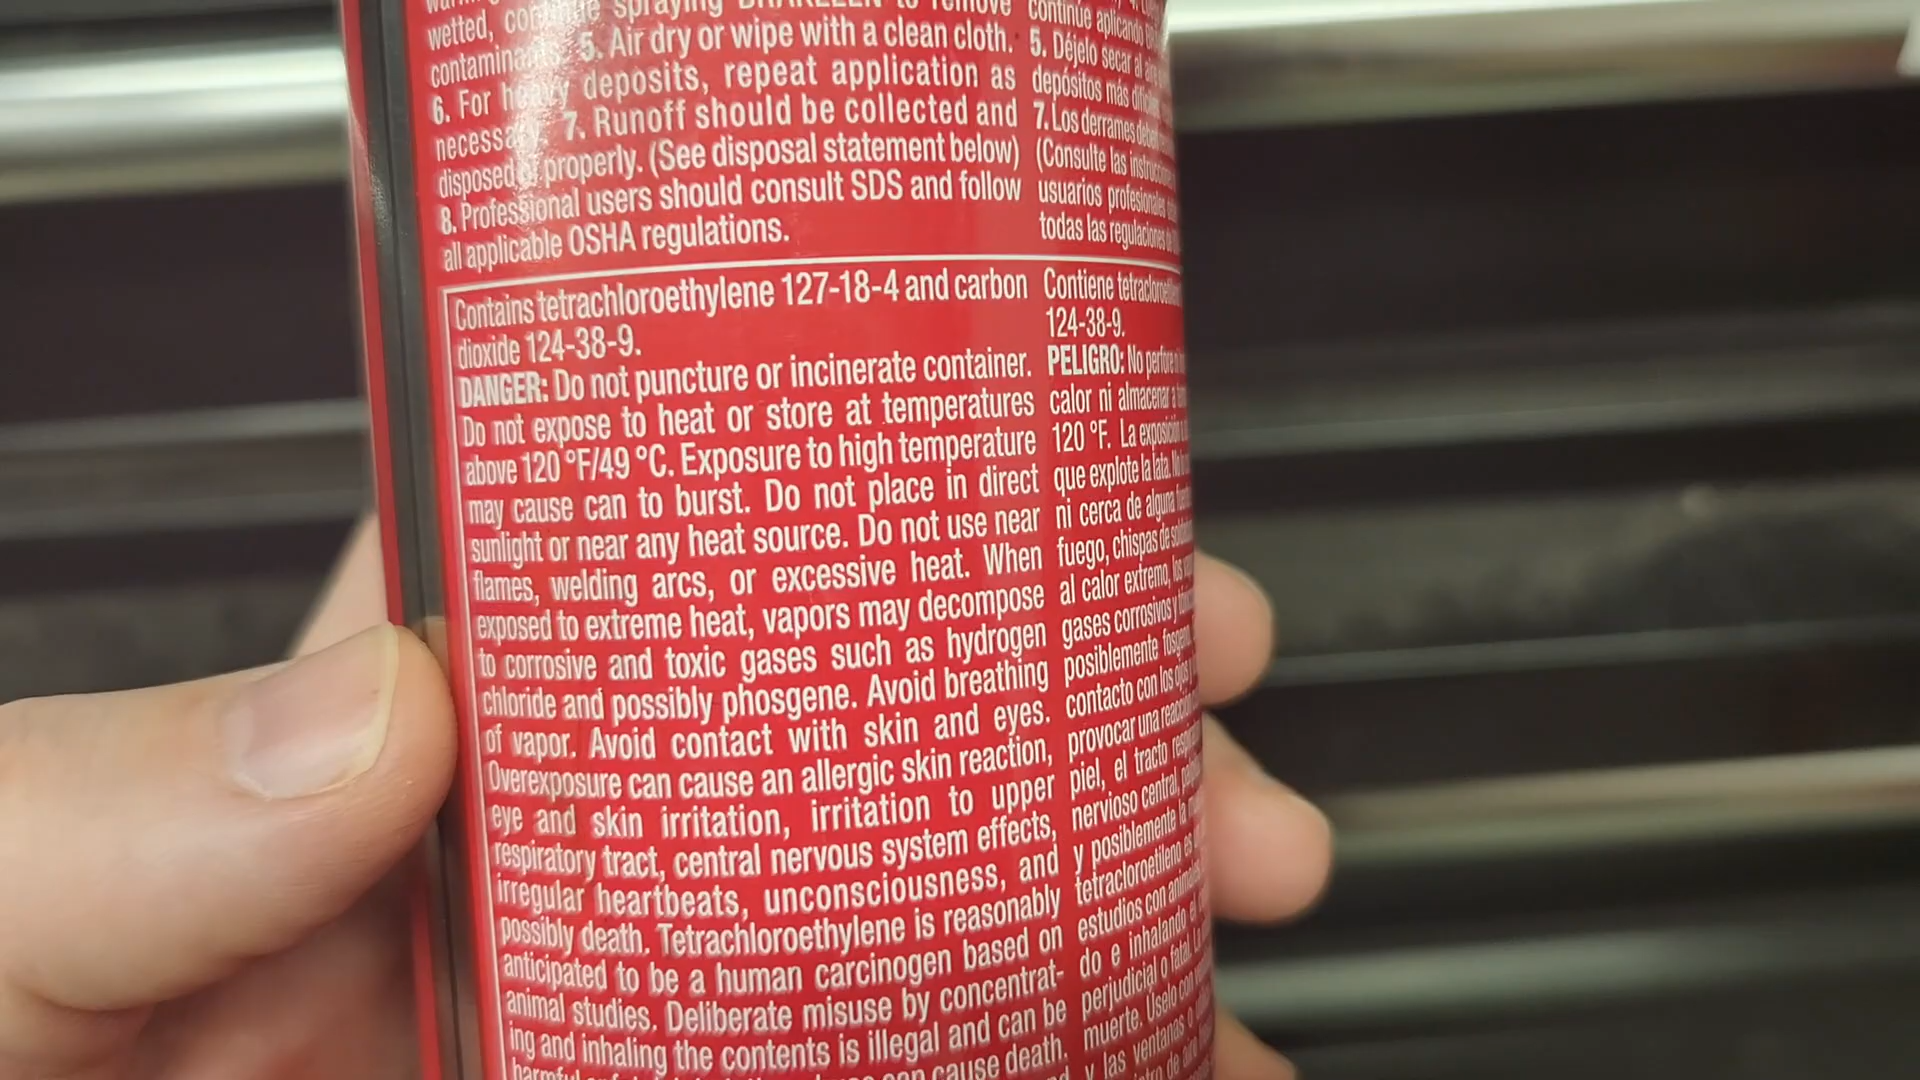 wetted, continue spraying BRAKLEEN to remove
contaminants. 5. Air dry or wipe with a clean cloth.
6. For heavy deposits, repeat application as
necessary. 7. Runoff should be collected and
disposed of properly. (See disposal statement below)
8. Professional users should consult SDS and follow
all applicable OSHA regulations.
Contains tetrachloroethylene 127-18-4 and carbon
dioxide 124-38-9.
DANGER: Do not puncture or incinerate container.
Do not expose to heat or store at temperatures
above 120 °F/49 °C. Exposure to high temperature
may cause can to burst. Do not place in direct
sunlight or near any heat source. Do not use near
flames, welding arcs, or excessive heat. When
exposed to extreme heat, vapors may decompose
to corrosive and toxic gases such as hydrogen
chloride and possibly phosgene. Avoid breathing
of vapor. Avoid contact with skin and eyes.
Overexposure can cause an allergic skin reaction,
eye and skin irritation, irritation to upper
respiratory tract, central nervous system effects,
irregular heartbeats, unconsciousness, and
possibly death. Tetrachloroethylene is reasonably
anticipated to be a human carcinogen based on
animal studies. Deliberate misuse by concentrat-
ing and inhaling the contents is illegal and can be
can cause death.
continúe aplicando
5. Déjelo secar al aire
depósitos más
7. Los derrames deben
(Consulte las
usuarios profesionales
todas las regulaciones
Contiene
124-38-9.
PELIGRO: No perfore
calor ni almacenar a
120 °F. La exposición
que explote la lata. No
ni cerca de alguna
fuego, chispas de
al calor extremo, los
gases corrosivos y
posiblemente fosgeno.
contacto con los ojos
provocar una reacción
piel, el tracto
nervioso central,
y posiblemente la
tetracloroetileno es
estudios con animales
do e inhalando el
perjudicial o fatal. La
muerte. Úselo con
y las ventanas o